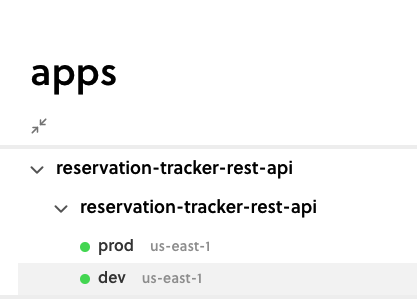 apps
reservation-tracker-rest-api
reservation-tracker-rest-api
prod us-east-1
dev us-east-1